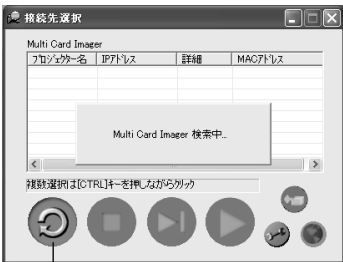 接続先選択
Multi Card Imager
プロジェクター名 IPアドレス 詳細 MACアドレス
Multi Card Imager 検索中...
複数選択は[CTRL]キーを押しながらクリック